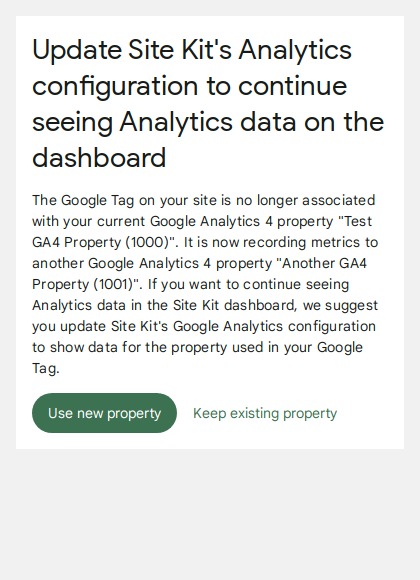 Update Site Kit's Analytics
configuration to continue
seeing Analytics data on the
dashboard
The Google Tag on your site is no longer associated
with your current Google Analytics 4 property "Test
GA4 Property (1000)". It is now recording metrics to
another Google Analytics 4 property "Another GA4
Property (1001)". If you want to continue seeing
Analytics data in the Site Kit dashboard, we suggest
you update Site Kit's Google Analytics configuration
to show data for the property used in your Google
Tag.
Use new property Keep existing property